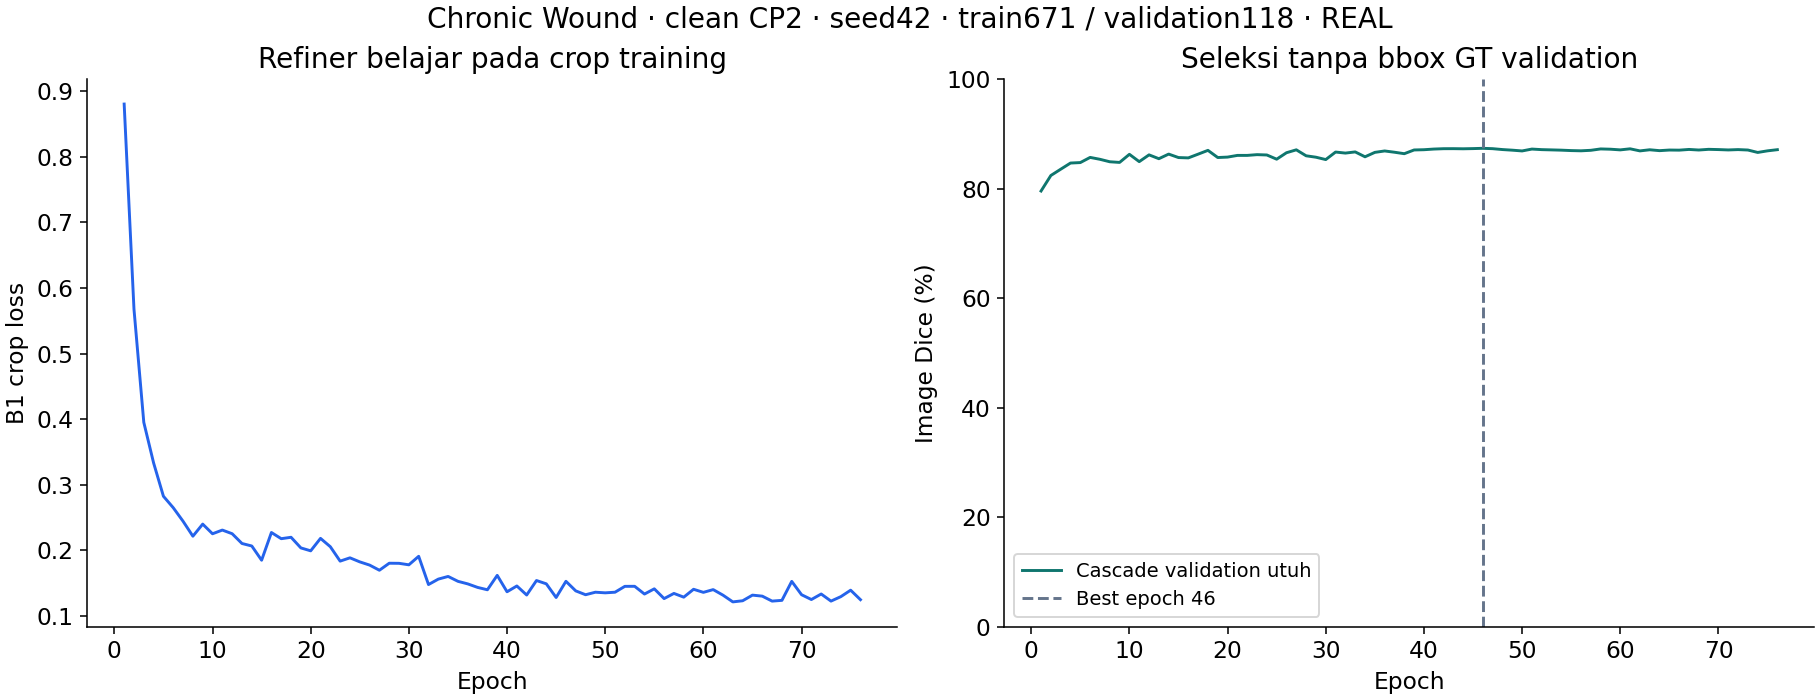 Chronic Wound · clean CP2 · seed42 · train671 / validation118 · REAL
Refiner belajar pada crop training
B1 crop loss
0.9
0.8
0.7
0.6
0.5
0.4
0.3
0.2
0.1
0 10 20 30 40 50 60 70
Epoch
Seleksi tanpa bbox GT validation
Image Dice (%)
100
80
60
40
20
0
Cascade validation utuh
Best epoch 46
0 10 20 30 40 50 60 70
Epoch